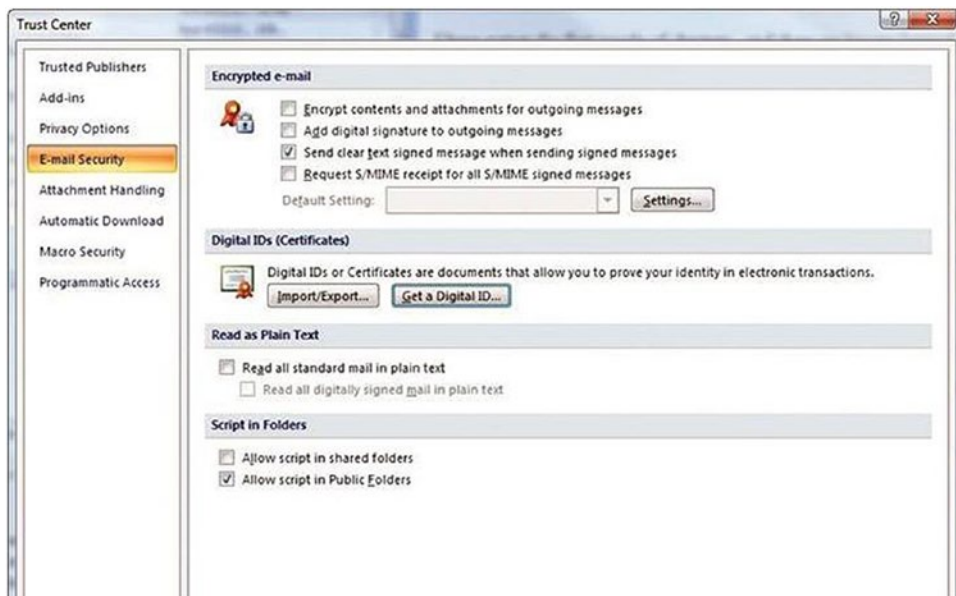 Trust Center
Trusted Publishers
Add-ins
Privacy Options
E-mail Security
Attachment Handling
Automatic Download
Macro Security
Programmatic Access
Encrypted e-mail
Encrypt contents and attachments for outgoing messages
Add digital signature to outgoing messages
Send clear text signed message when sending signed messages
Request S/MIME receipt for all S/MIME signed messages
Default Setting:
Settings...
Digital IDs (Certificates)
Digital IDs or Certificates are documents that allow you to prove your identity in electronic transactions.
Import/Export... Get a Digital ID...
Read as Plain Text
Read all standard mail in plain text
Read all digitally signed mail in plain text
Script in Folders
Allow script in shared folders
Allow script in Public Folders